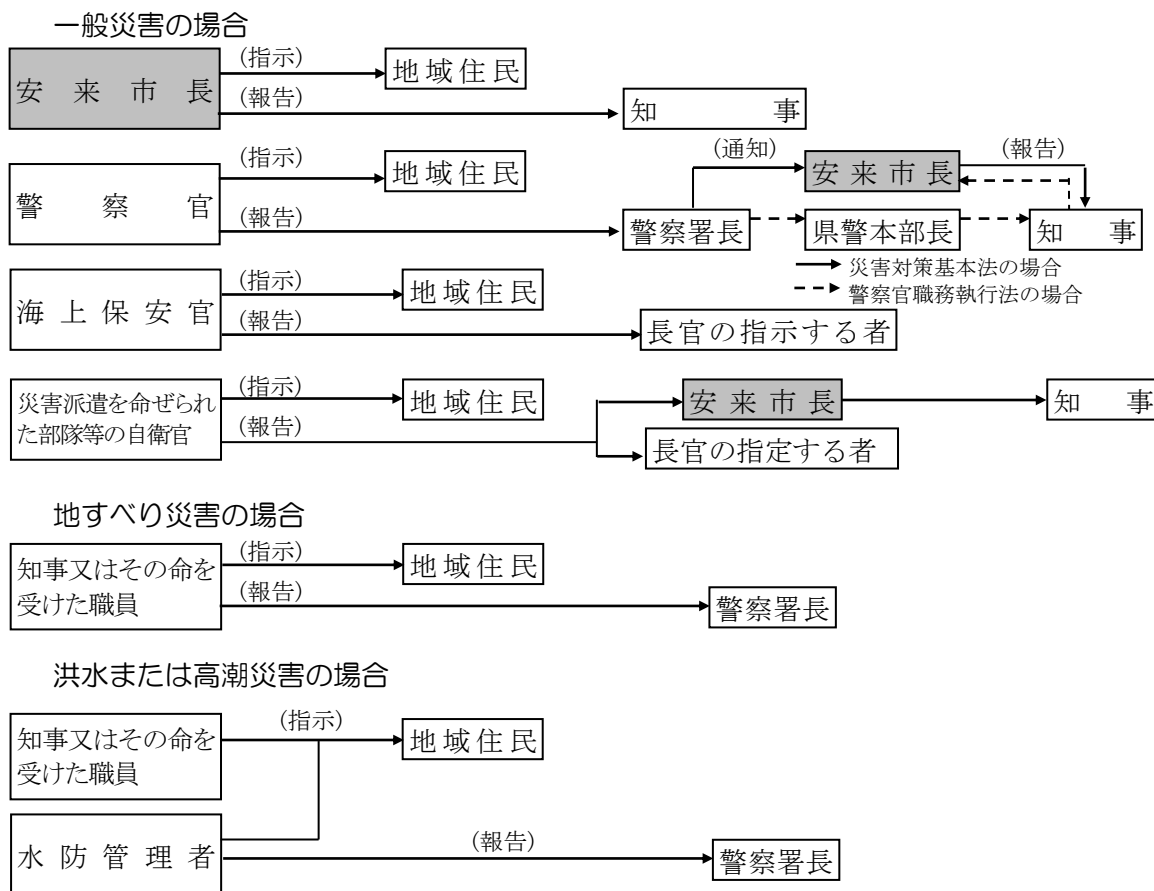 一般災害の場合
安来市長
(指示)
地域住民
(報告)
知事
警察官
(指示)
地域住民
(報告)
警察署長
(通知)
安来市長
(報告)
県警本部長
知事
災害対策基本法の場合
警察官職務執行法の場合
海上保安官
(指示)
地域住民
(報告)
長官の指示する者
災害派遣を命ぜられ
た部隊等の自衛官
(指示)
地域住民
(報告)
安来市長
知事
長官の指定する者
地すべり災害の場合
知事又はその命を
受けた職員
(指示)
地域住民
(報告)
警察署長
洪水または高潮災害の場合
知事又はその命を
受けた職員
(指示)
地域住民
水防管理者
(報告)
警察署長